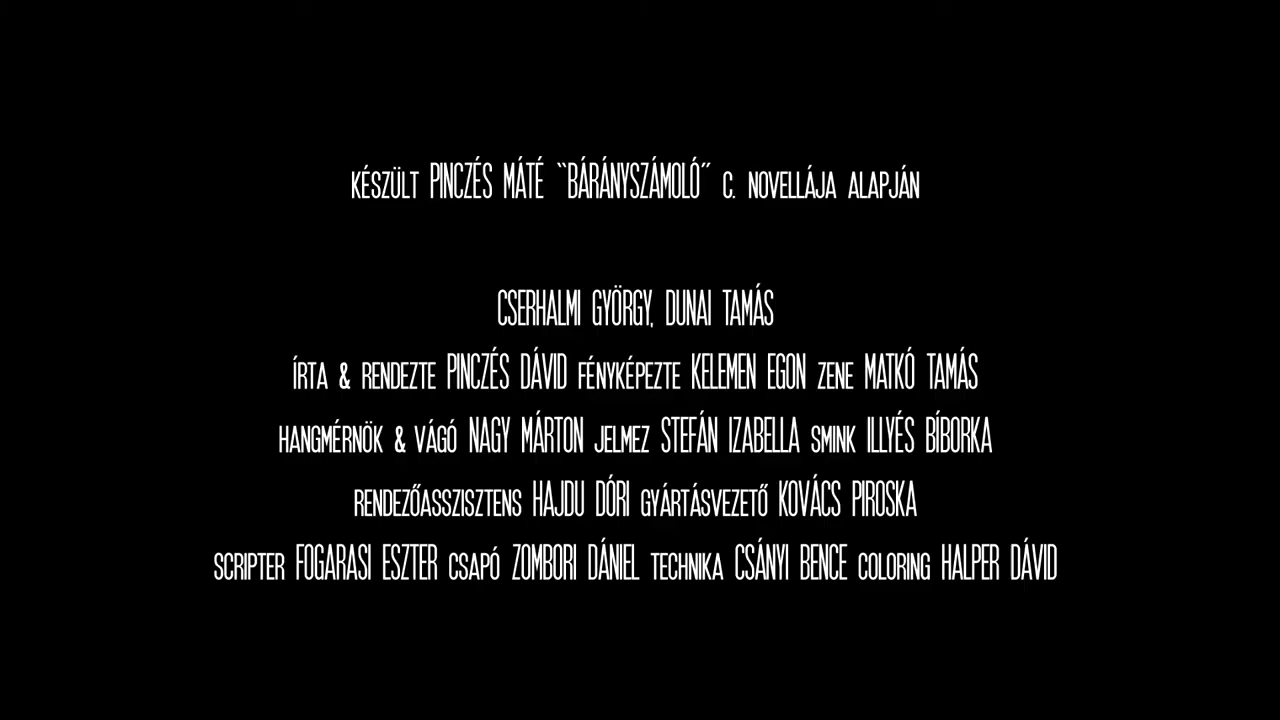 KÉSZÜLT PINCZÉS MÁTÉ "BÁRÁNYSZÁMOLÓ" C. NOVELLÁJA ALAPJÁN
CSERHALMI GYÖRGY, DUNAI TAMÁS
ÍRTA & RENDEZTE PINCZÉS DÁVID FÉNYKÉPEZTE KELEMEN EGON ZENE MATKÓ TAMÁS
HANGMÉRNÖK & VÁGÓ NAGY MÁRTON JELMEZ STEFÁN IZABELLA SMINK ILLYÉS BÍBORKA
RENDEZŐASSZISZTENS HAJDU DÓRI GYÁRTÁSVEZETŐ KOVÁCS PIROSKA
SCRIPTER FOGARASI ESZTER CSAPÓ ZOMBORI DÁNIEL TECHNIKA CSÁNYI BENCE COLORING HALPER DÁVID